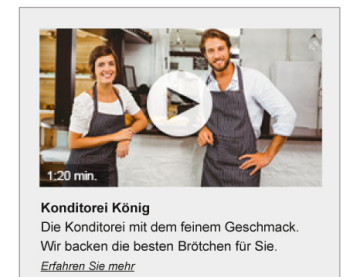 1:20 min.
Konditorei König
Die Konditorei mit dem feinem Geschmack.
Wir backen die besten Brötchen für Sie.
Erfahren Sie mehr